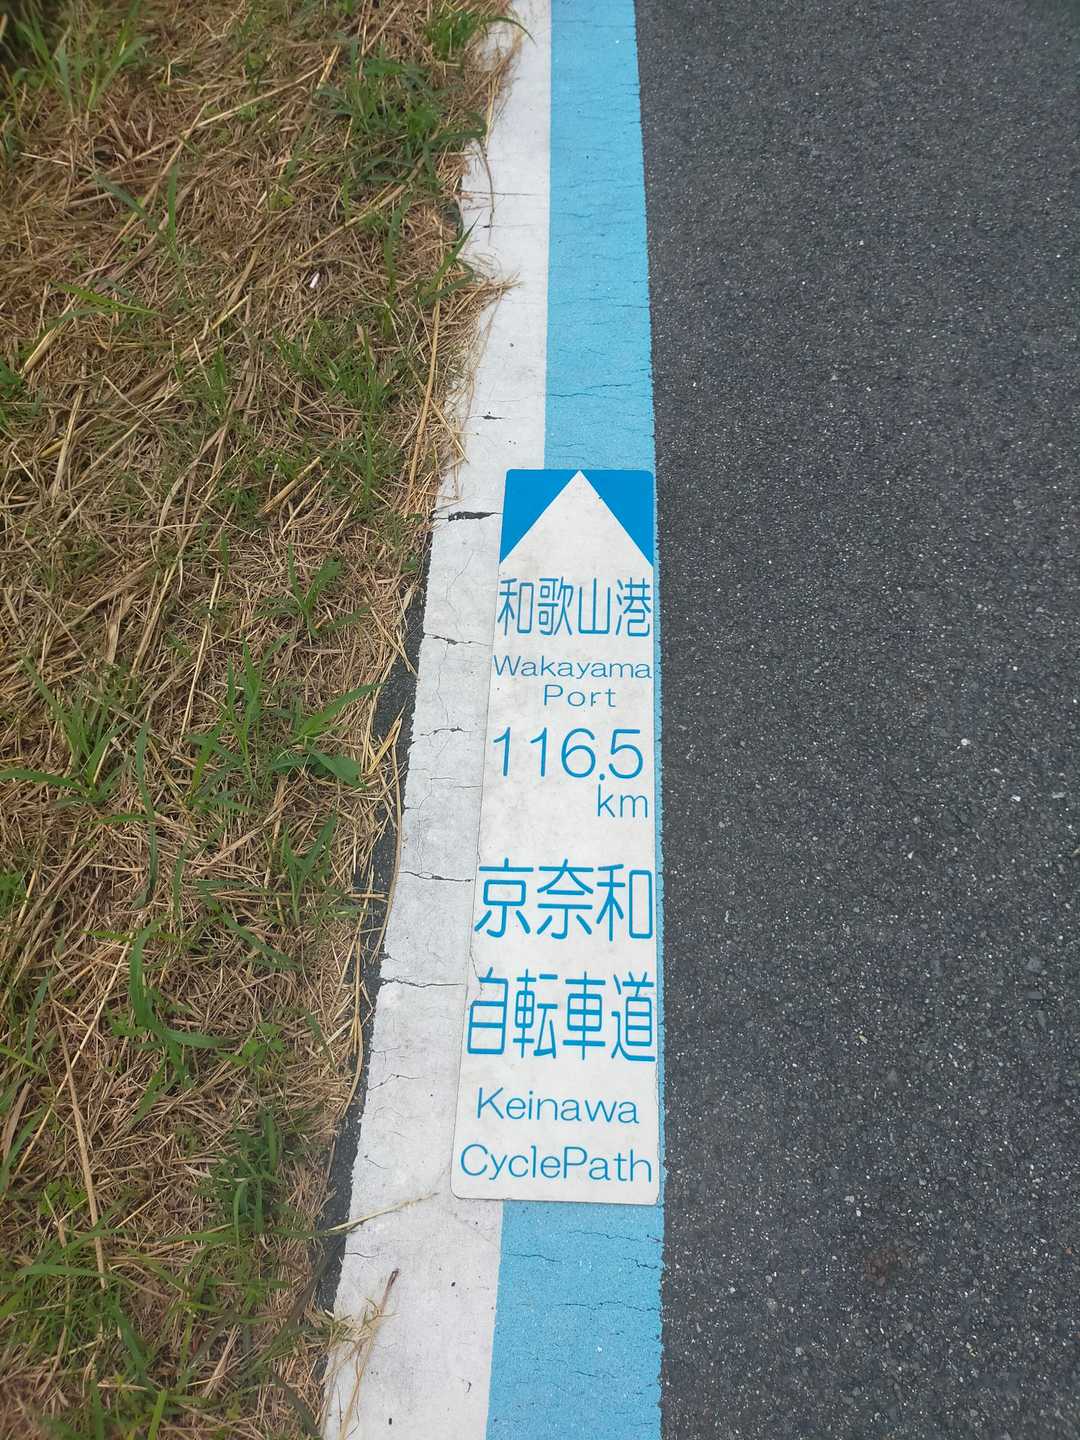 和歌山港
Wakayama
Port
116.5
km
京奈和
自転車道
Keinawa
CyclePath